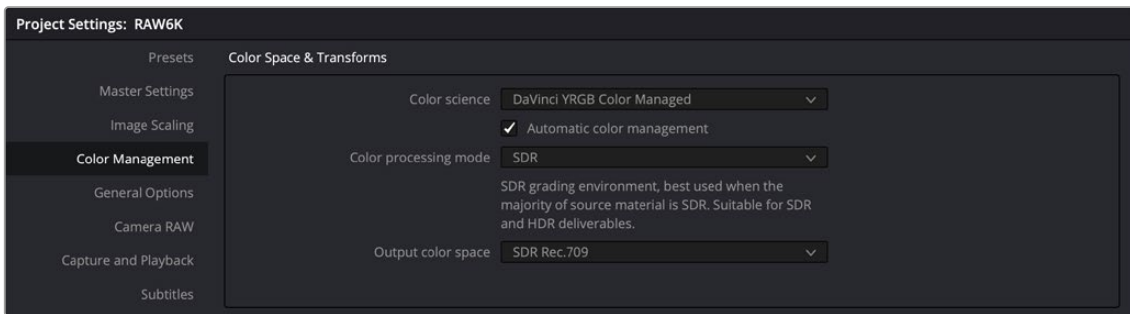 Project Settings: RAW6K
Presets
Color Space & Transforms
Master Settings
Color science DaVinci YRGB Color Managed
Automatic color management
Image Scaling
Color Management
Color processing mode SDR
SDR grading environment, best used when the
majority of source material is SDR. Suitable for SDR
and HDR deliverables.
General Options
Camera RAW
Output color space SDR Rec.709
Capture and Playback
Subtitles